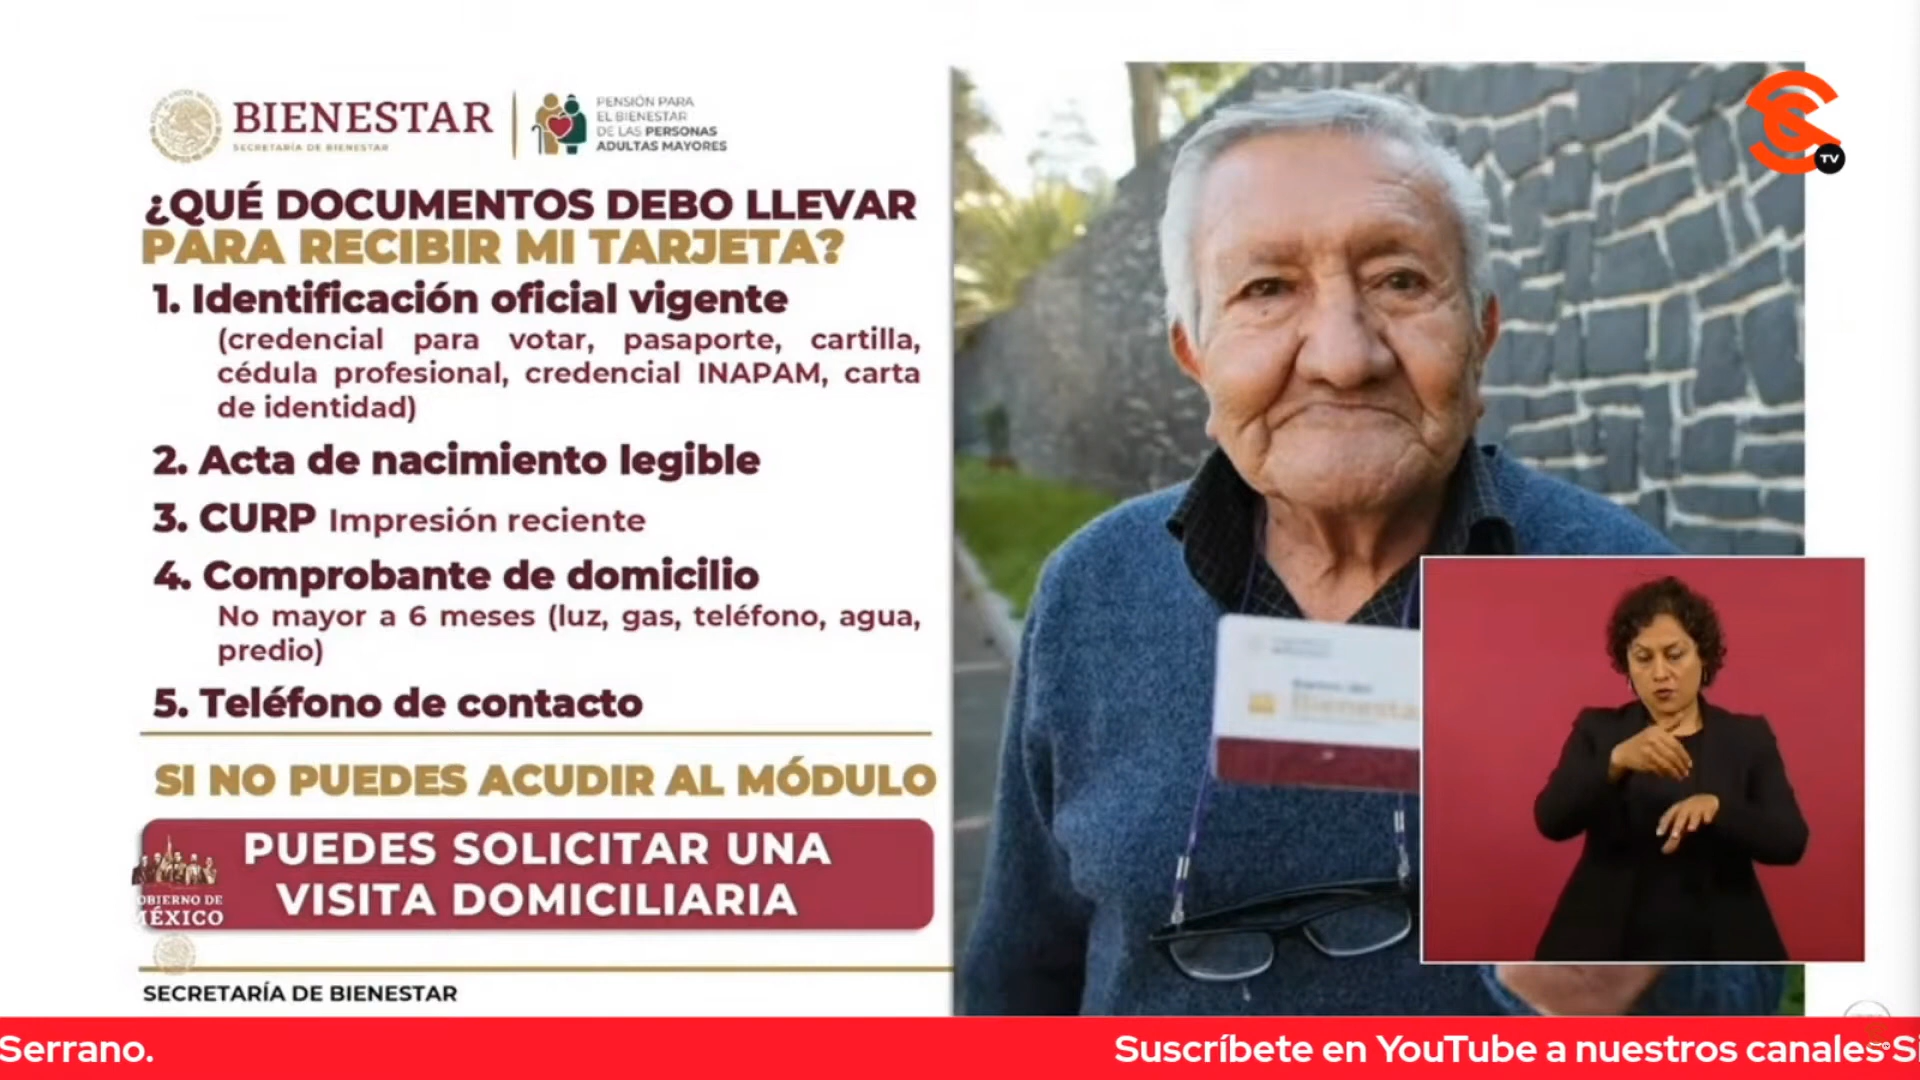 BIENESTAR
SECRETARÍA DE BIENESTAR
PENSIÓN PARA
EL BIENESTAR
DE LAS PERSONAS
ADULTAS MAYORES
TV
¿QUÉ DOCUMENTOS DEBO LLEVAR
PARA RECIBIR MI TARJETA?
1. Identificación oficial vigente
(credencial para votar, pasaporte, cartilla,
cédula profesional, credencial INAPAM, carta
de identidad)
2. Acta de nacimiento legible
3. CURP Impresión reciente
4. Comprobante de domicilio
No mayor a 6 meses (luz, gas, teléfono, agua,
predio)
5. Teléfono de contacto
SI NO PUEDES ACUDIR AL MÓDULO
PUEDES SOLICITAR UNA
VISITA DOMICILIARIA
OBIERNO DE
MÉXICO
SECRETARÍA DE BIENESTAR
Serrano.
Suscríbete en YouTube a nuestros canales Si